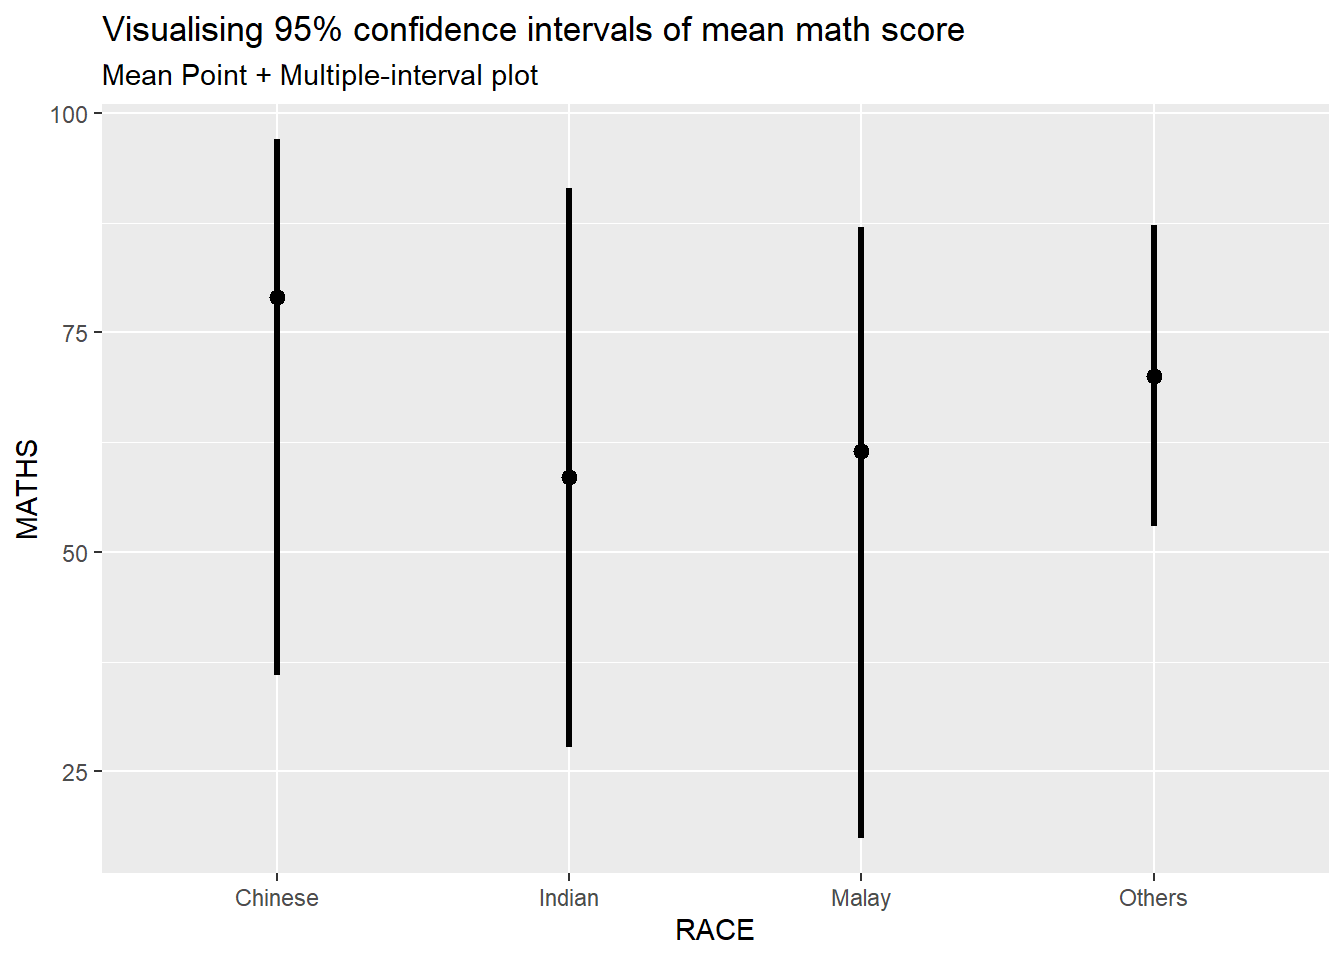 Visualising 95% confidence intervals of mean math score
Mean Point + Multiple-interval plot
100
75
50
25
MATHS
Chinese Indian Malay Others
RACE